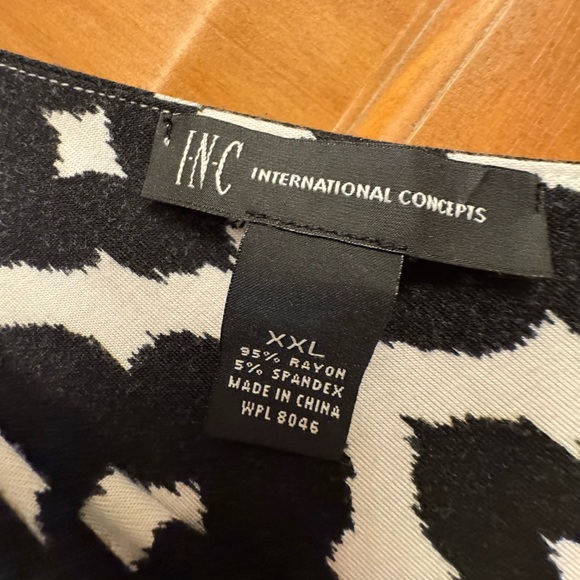 I·N·C INTERNATIONAL CONCEPTS
XXL
95% RAYON
5% SPANDEX
MADE IN CHINA
WPL 8046